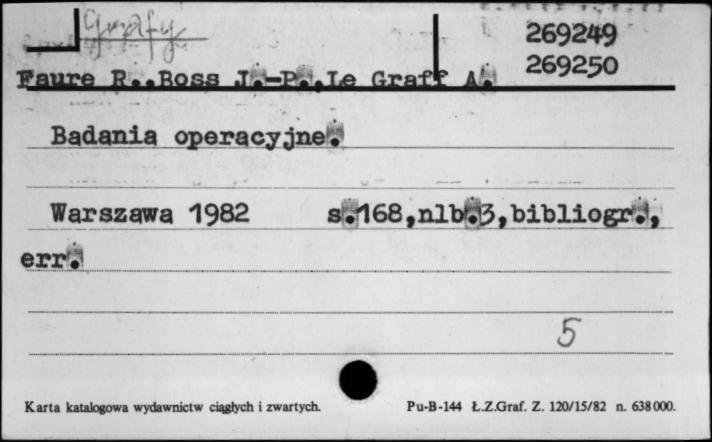 Grafy
269249
269250
Faure R., Boss J.-P., Le Graff A.
Badania operacyjne.
Warszawa 1982 s.168,nlb.3,bibliogr.,
err.
5
Karta katalogowa wydawnictw ciągłych i zwartych. Pu-B-144 Ł.Z.Graf. Z. 120/15/82 n. 638000.